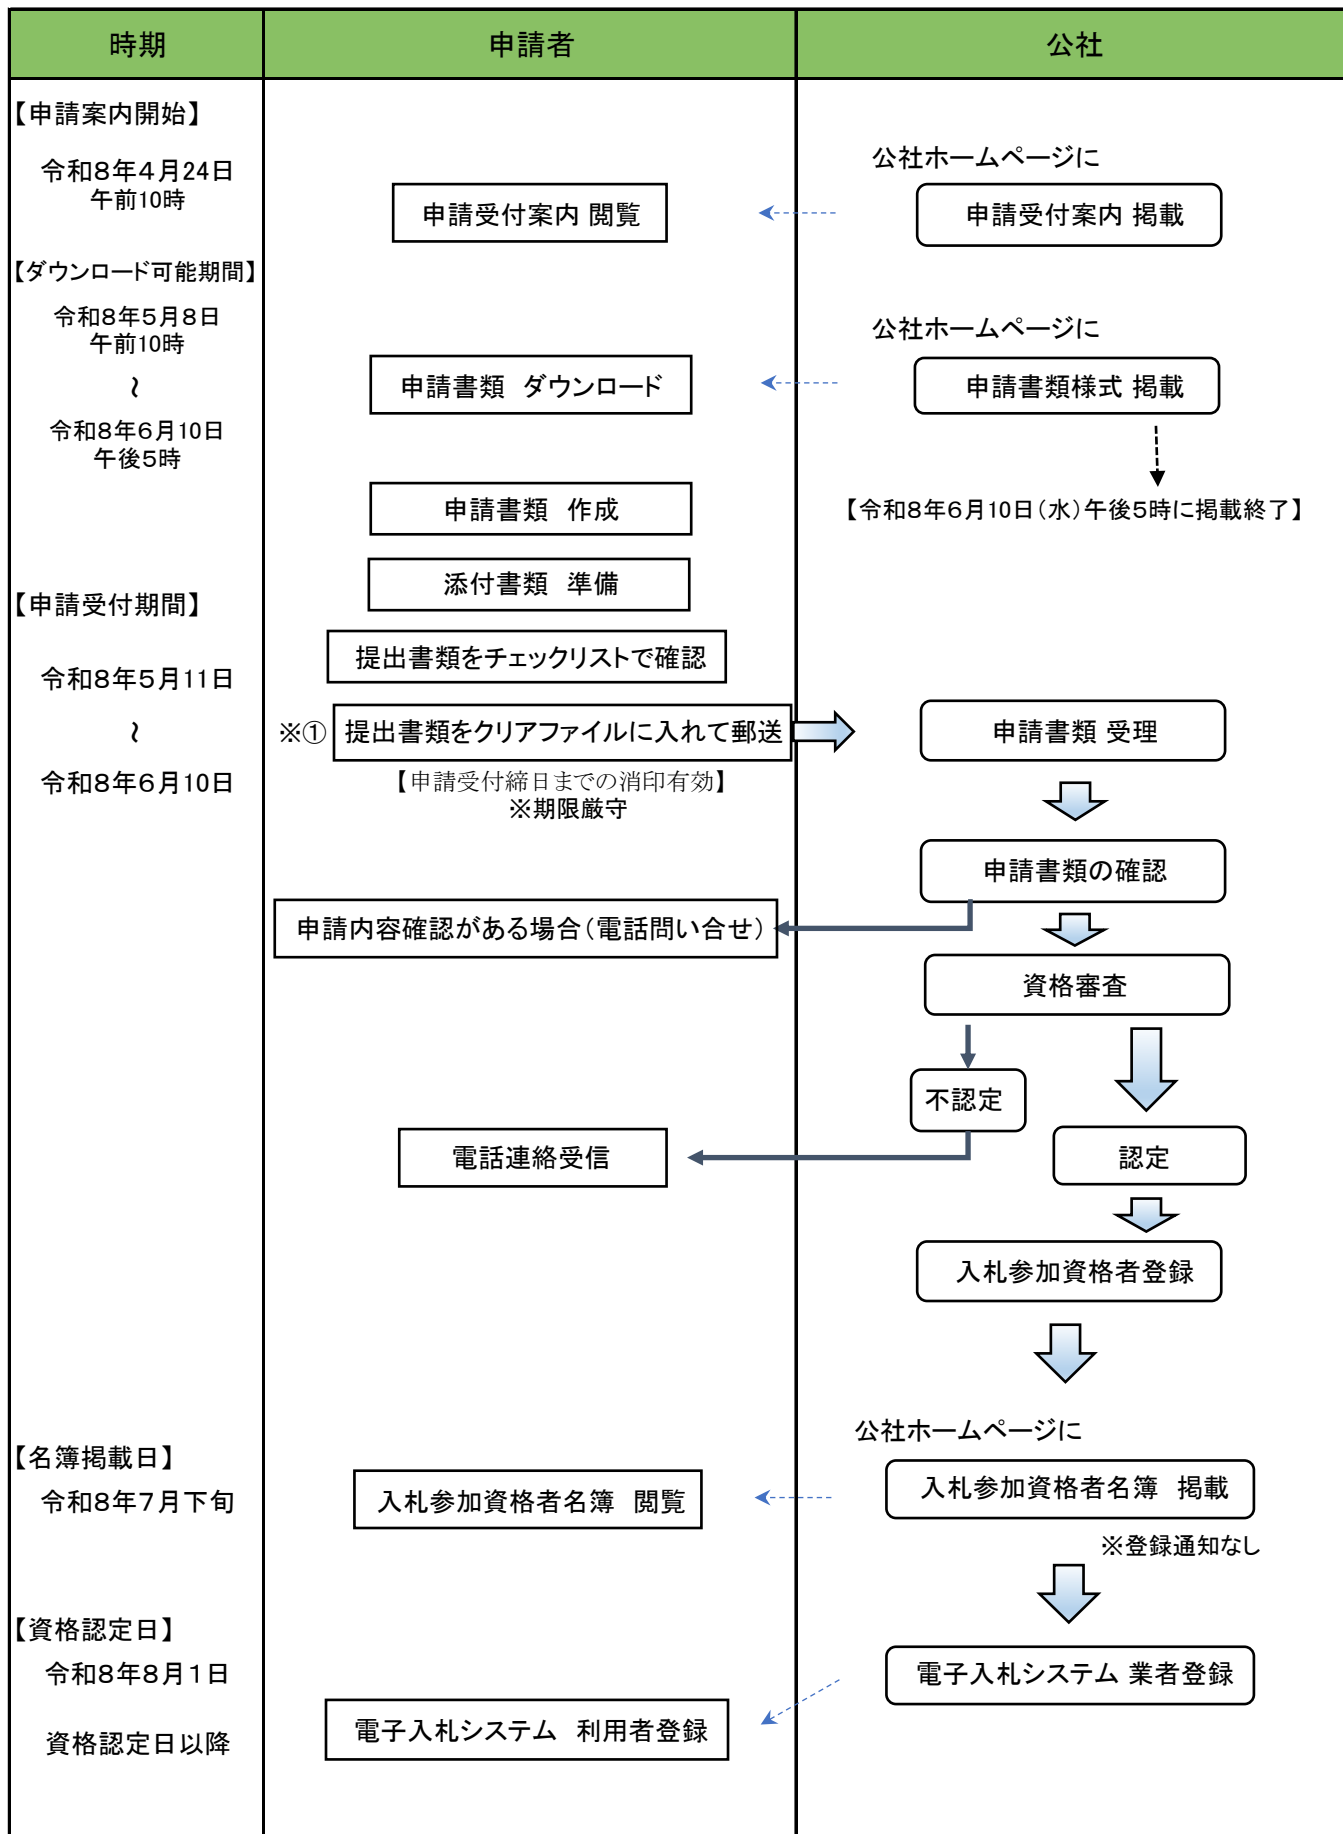 時期
申請者
公社
【申請案内開始】
公社ホームページに
令和8年4月24日
午前10時
申請受付案内 閲覧
申請受付案内 掲載
【ダウンロード可能期間】
令和8年5月8日
午前10時
公社ホームページに
申請書類　ダウンロード
申請書類様式 掲載
～
令和8年6月10日
午後5時
申請書類　作成
【令和8年6月10日（水）午後5時に掲載終了】
添付書類　準備
【申請受付期間】
提出書類をチェックリストで確認
令和8年5月11日
～
※① 提出書類をクリアファイルに入れて郵送
申請書類 受理
令和8年6月10日
【申請受付締日までの消印有効】
※期限厳守
申請書類の確認
申請内容確認がある場合（電話問い合せ）
資格審査
不認定
電話連絡受信
認定
入札参加資格者登録
公社ホームページに
【名簿掲載日】
令和8年7月下旬
入札参加資格者名簿　閲覧
入札参加資格者名簿　掲載
※登録通知なし
【資格認定日】
令和8年8月1日
電子入札システム 業者登録
電子入札システム　利用者登録
資格認定日以降